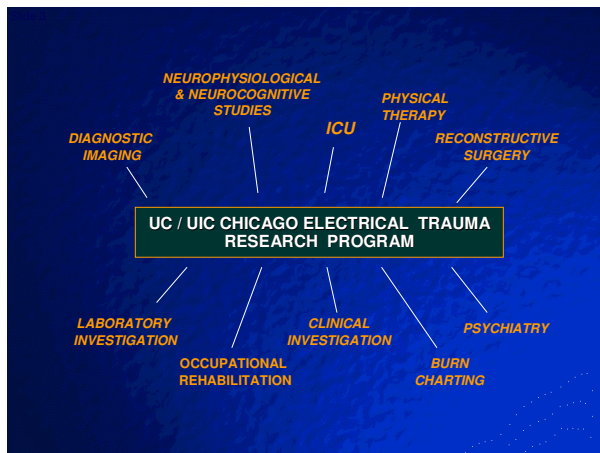 NEUROPHYSIOLOGICAL
& NEUROCOGNITIVE
STUDIES
ICU
PHYSICAL
THERAPY
DIAGNOSTIC
IMAGING
RECONSTRUCTIVE
SURGERY
UC / UIC CHICAGO ELECTRICAL TRAUMA
RESEARCH PROGRAM
LABORATORY
INVESTIGATION
OCCUPATIONAL
REHABILITATION
CLINICAL
INVESTIGATION
BURN
CHARTING
PSYCHIATRY